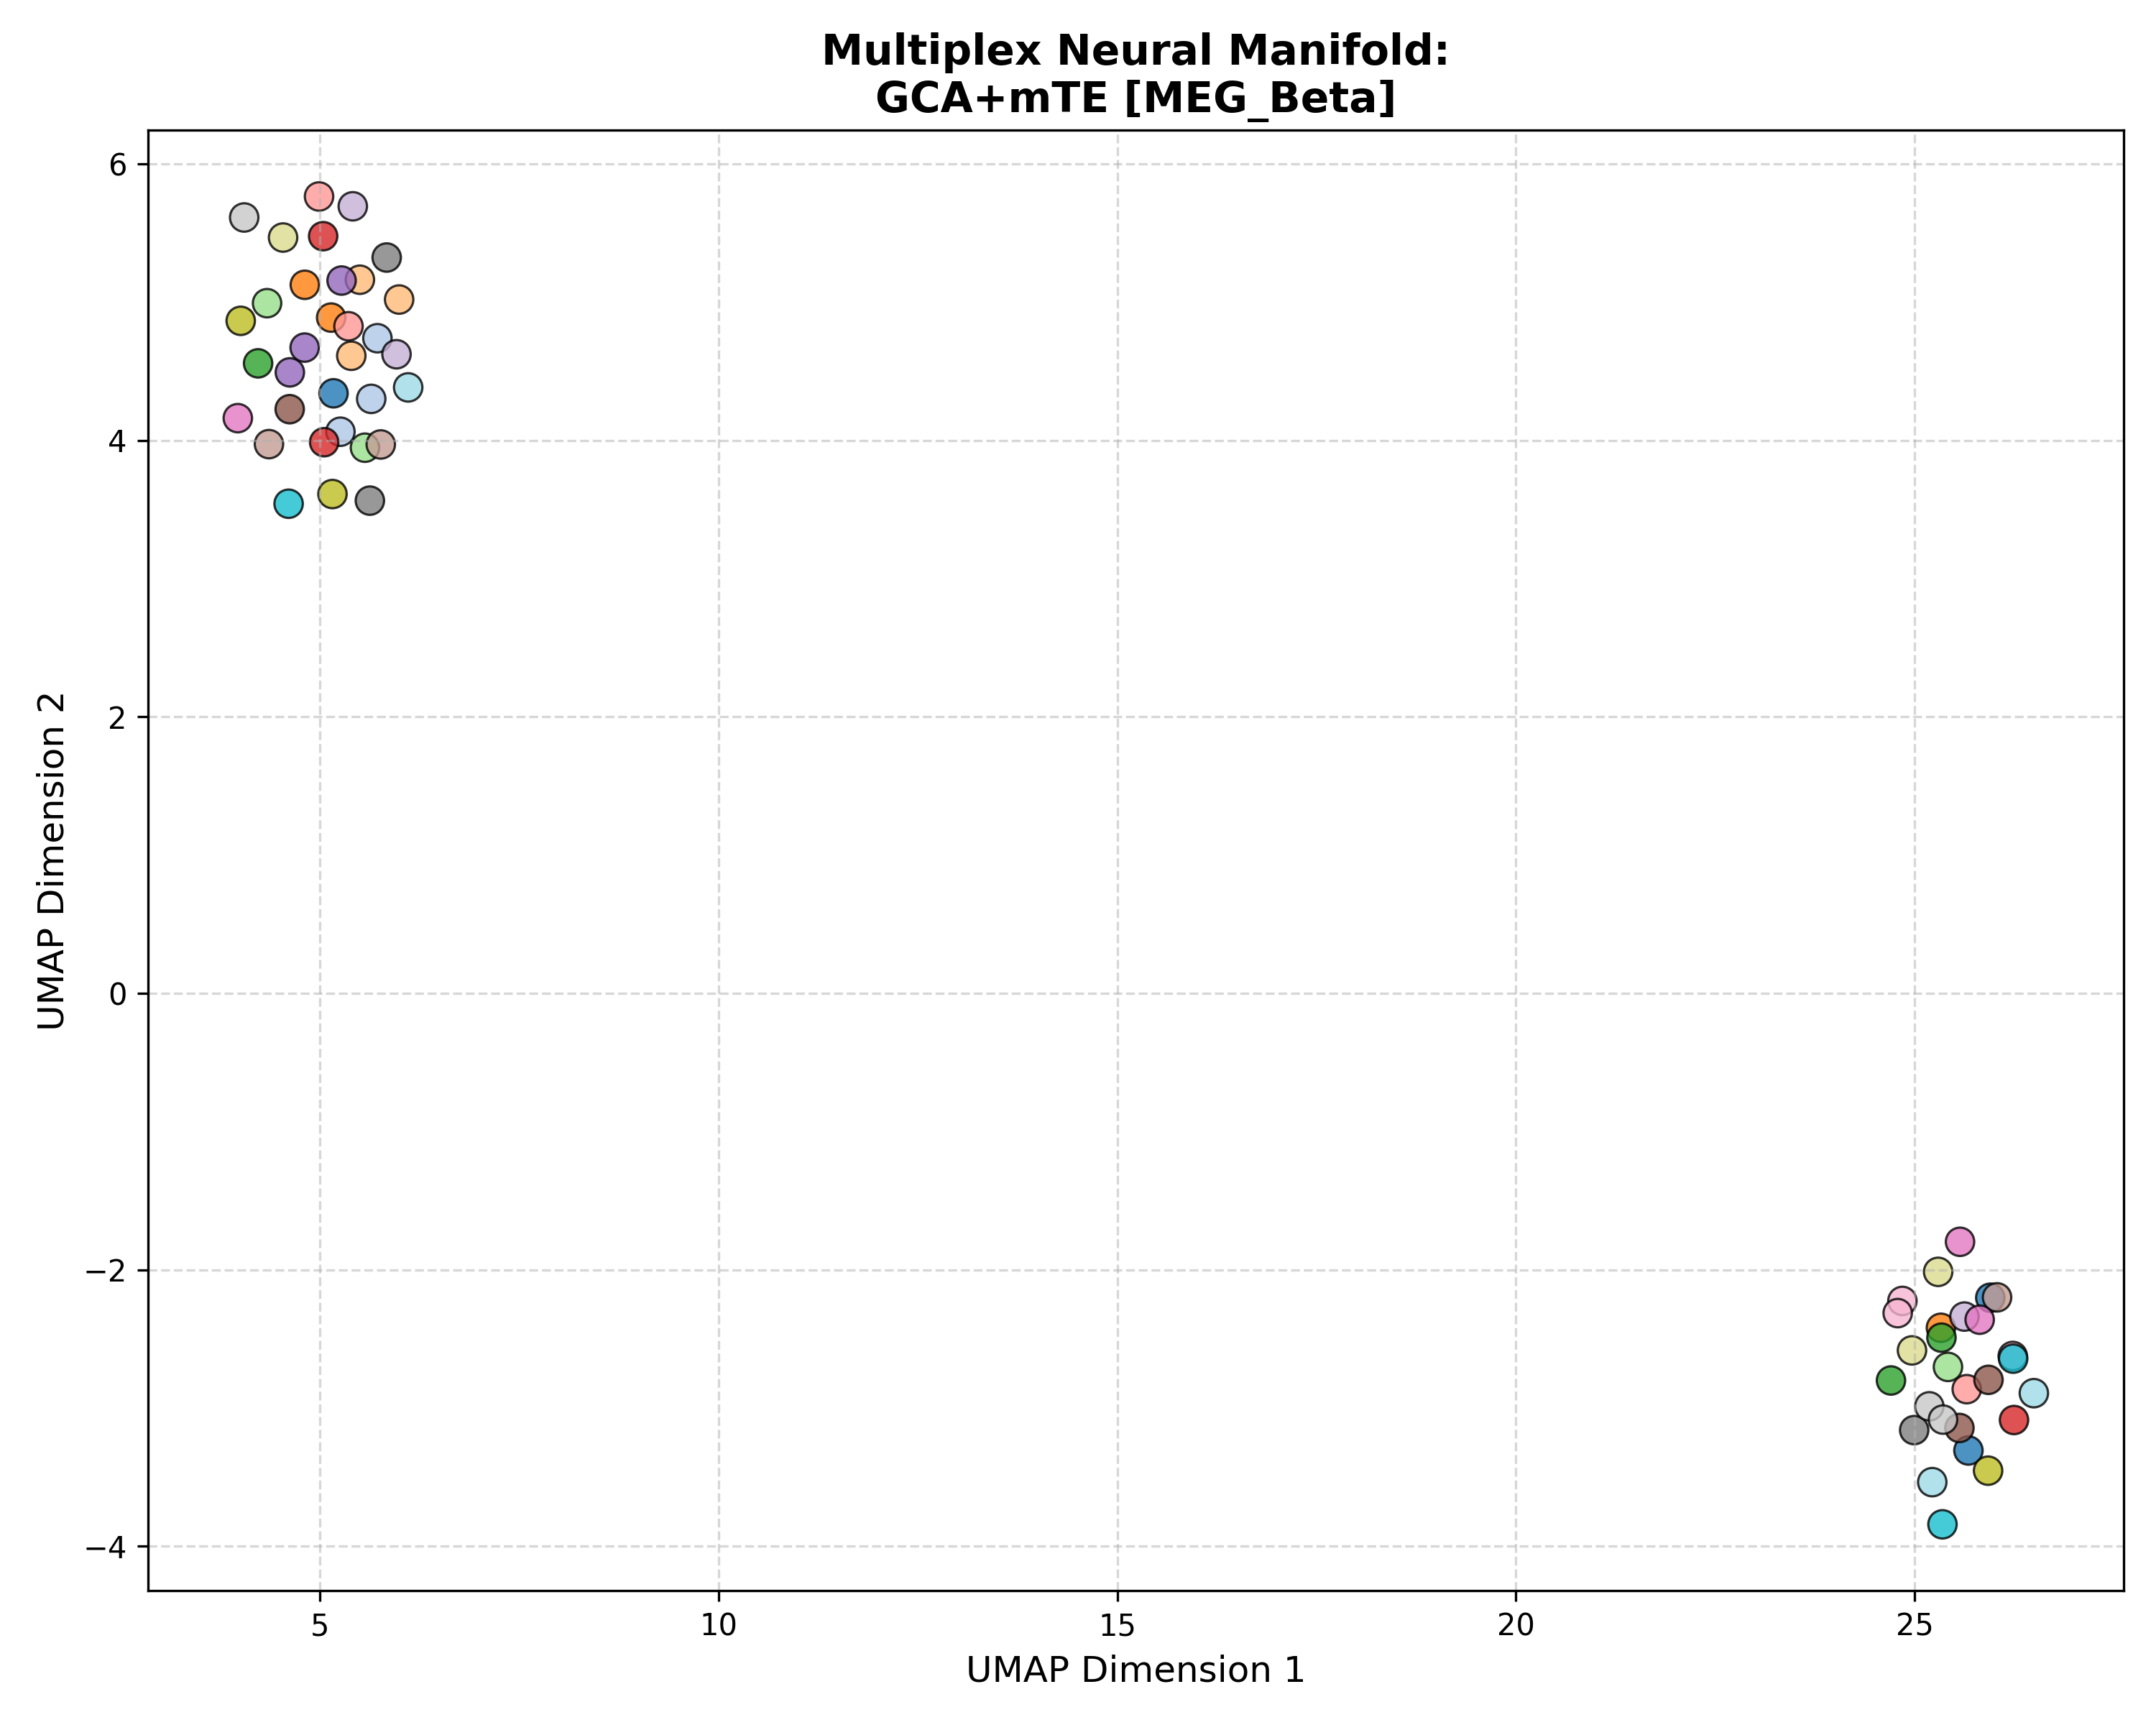 Multiplex Neural Manifold:
GCA+mTE [MEG_Beta]
UMAP Dimension 2
6
4
2
0
−2
−4
5
10
15
20
25
UMAP Dimension 1